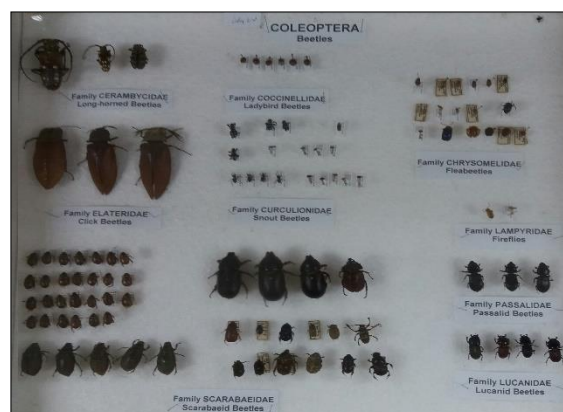 COLEOPTERA
Beetles
Family CERAMBYCIDAE
Long-horned Beetles
Family COCCINELLIDAE
Ladybird Beetles
Family CHRYSOMELIDAE
Fleabeetles
Family ELATERIDAE
Click Beetles
Family CURCULIONIDAE
Snout Beetles
Family LAMPYRIDAE
Fireflies
Family PASSALIDAE
Passalid Beetles
Family LUCANIDAE
Lucanid Beetles
Family SCARABAEIDAE
Scarabaeid Beetles